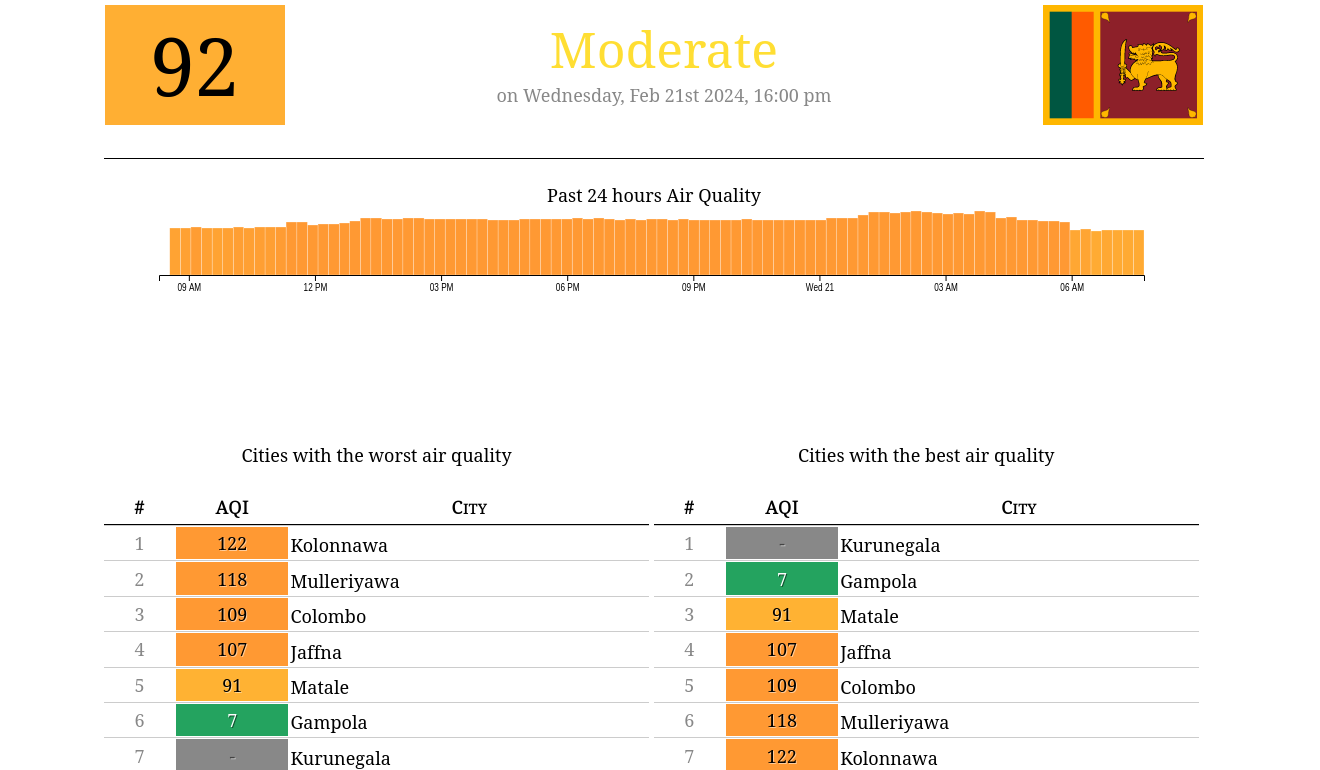 92
Moderate
on Wednesday, Feb 21st 2024, 16:00 pm
Past 24 hours Air Quality
09 AM 12 PM 03 PM 06 PM 09 PM Wed 21 03 AM 06 AM
Cities with the worst air quality
# AQI City
1 122 Kolonnawa
2 118 Mulleriyawa
3 109 Colombo
4 107 Jaffna
5 91 Matale
6 7 Gampola
7 - Kurunegala
Cities with the best air quality
# AQI City
1 - Kurunegala
2 7 Gampola
3 91 Matale
4 107 Jaffna
5 109 Colombo
6 118 Mulleriyawa
7 122 Kolonnawa